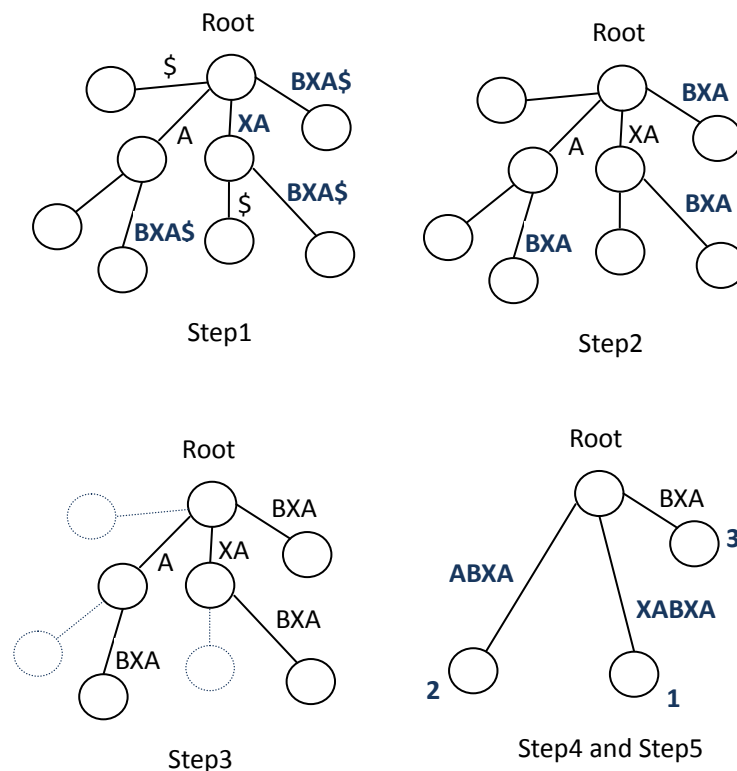 Root
$
BXA$
A
XA
BXA$
BXA$
$
Step1
Root
BXA
A
XA
BXA
BXA
Step2
Root
BXA
A
XA
BXA
BXA
Step3
Root
BXA
3
ABXA
XABXA
2
1
Step4 and Step5